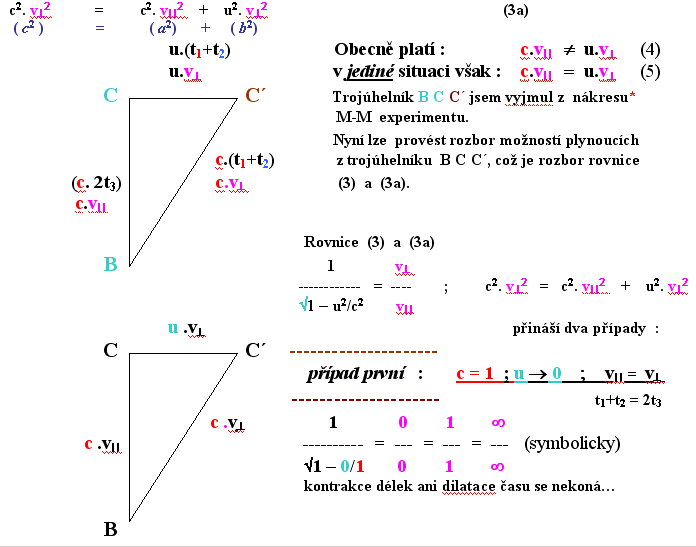 c². v⊥² = c². v||² + u². v⊥² (3a)
( c² ) = ( a² ) + ( b² )
u.(t₁+t₂)
u.v⊥
Obecně platí : c.v|| ≠ u.v⊥ (4)
v jediné situaci však : c.v|| = u.v⊥ (5)
C C´
Trojúhelník B C C´ jsem vyjmul z nákresu*
M-M experimentu.
Nyní lze provést rozbor možností plynoucích
z trojúhelníku B C C´, což je rozbor rovnice
(3) a (3a).
c.(t₁+t₂)
c.v⊥
(c. 2t₃)
c.v||
B
Rovnice (3) a (3a)
1 v⊥
------------ = ---- ; c². v⊥² = c². v||² + u². v⊥²
√1 – u²/c² v||
přináší dva případy :
u .v⊥
C C´
----------------------
případ první : c = 1 ; u → 0 ; v|| = v⊥
----------------------
t₁+t₂ = 2t₃
c .v⊥
c .v||
1 0 1 ∞
---------- = --- = --- = --- (symbolicky)
√1 – 0/1 0 1 ∞
kontrakce délek ani dilatace času se nekoná…
B